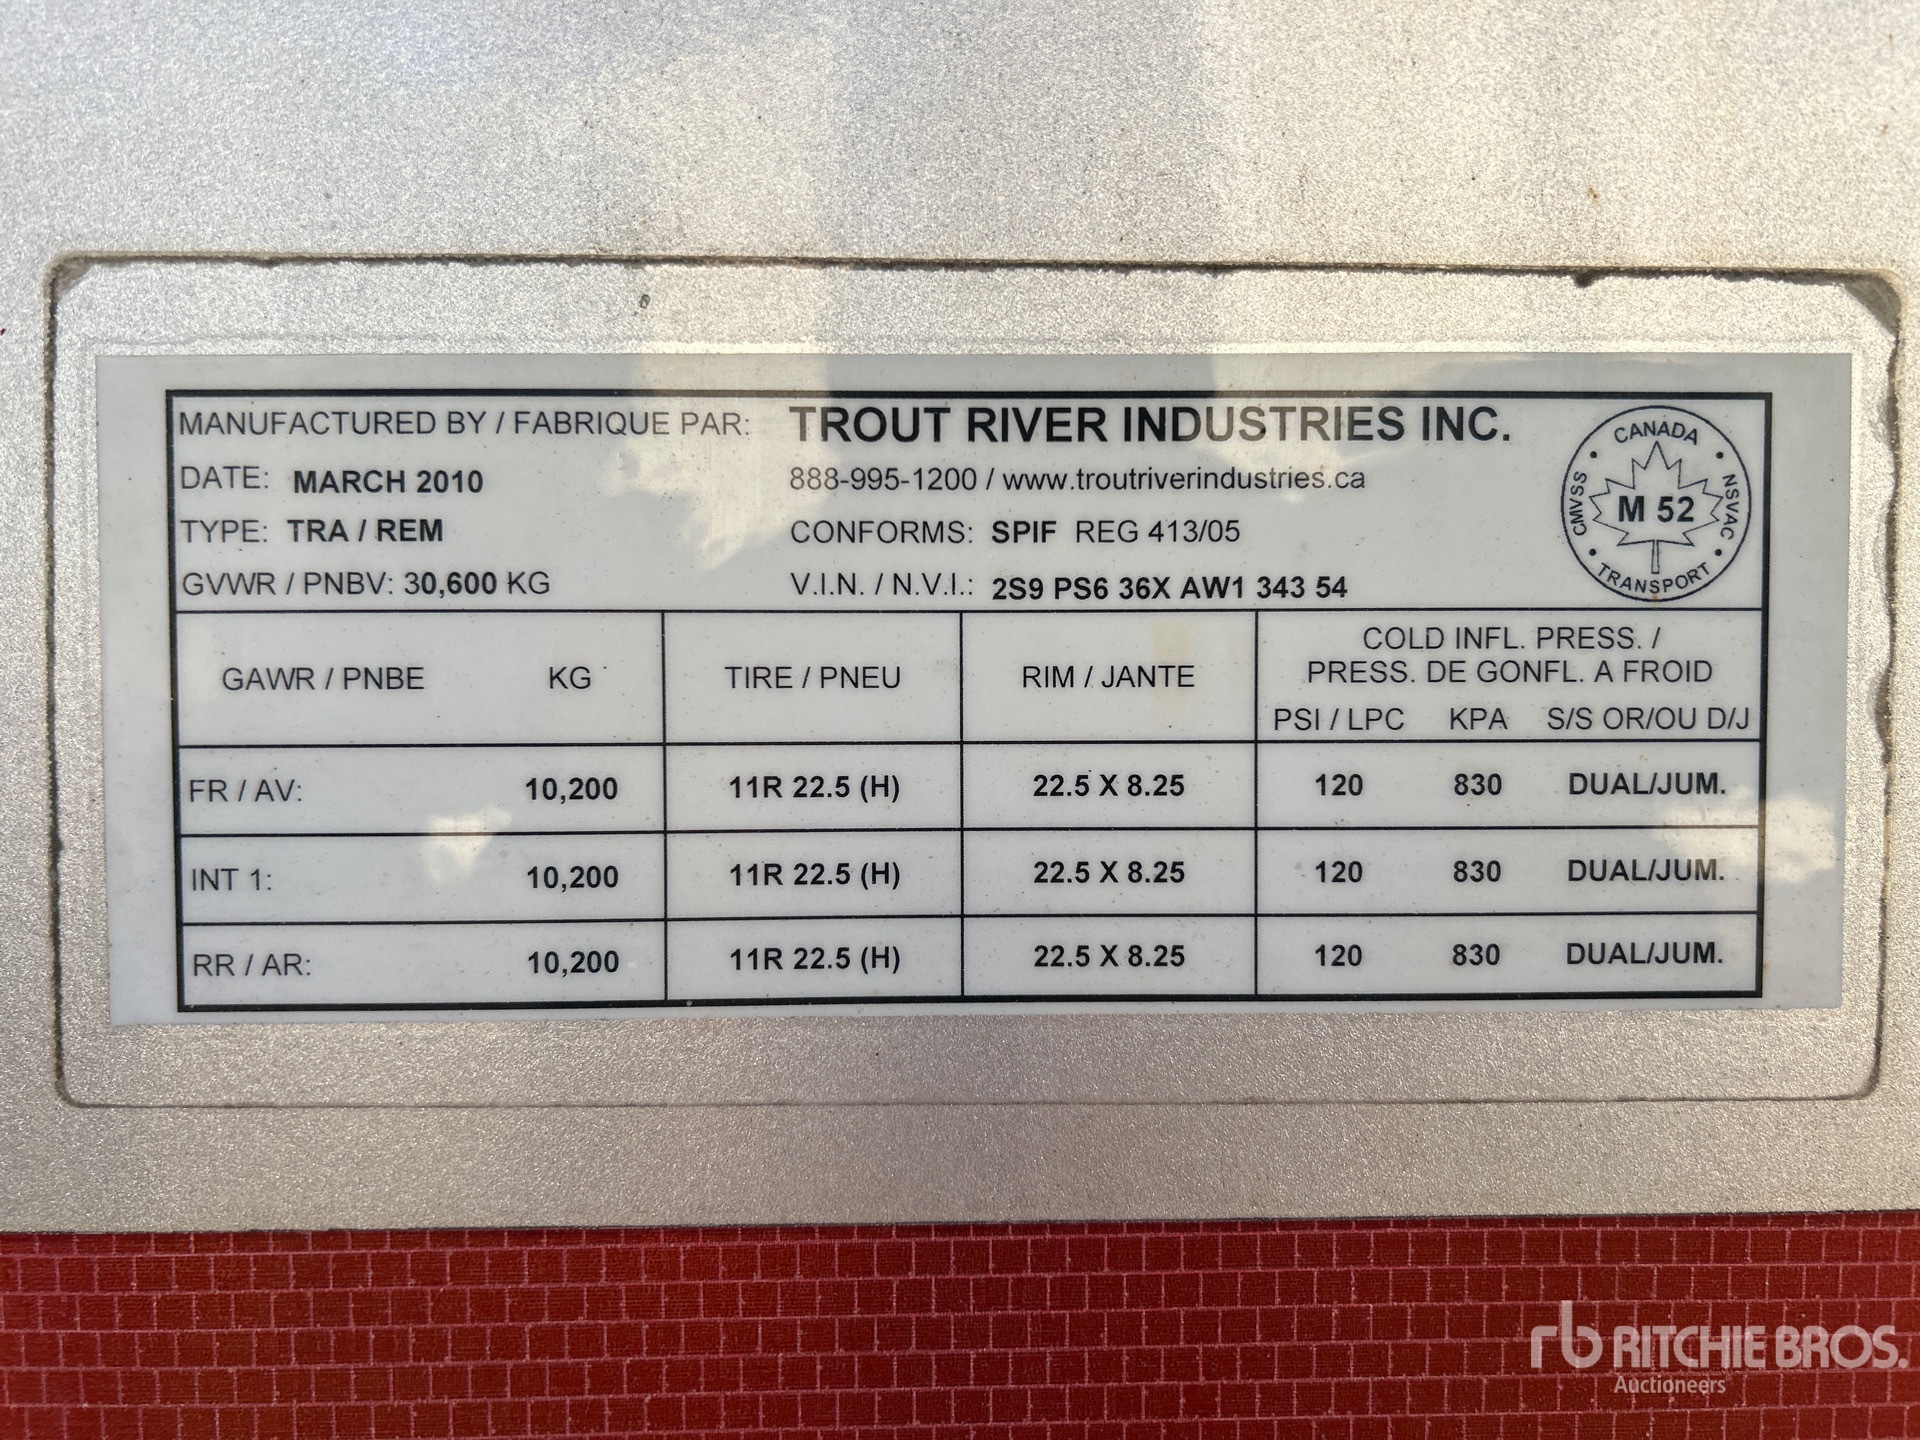 MANUFACTURED BY / FABRIQUE PAR: TROUT RIVER INDUSTRIES INC.
DATE: MARCH 2010 888-995-1200 / www.troutriverindustries.ca
TYPE: TRA / REM CONFORMS: SPIF REG 413/05
GVWR / PNBV: 30,600 KG V.I.N. / N.V.I.: 2S9 PS6 36X AW1 343 54
CANADA
CMVSS M 52 NSVAC
TRANSPORT
GAWR / PNBE KG TIRE / PNEU RIM / JANTE COLD INFL. PRESS. /
PRESS. DE GONFL. A FROID
PSI / LPC KPA S/S OR/OU D/J
FR / AV: 10,200 11R 22.5 (H) 22.5 X 8.25 120 830 DUAL/JUM.
INT 1: 10,200 11R 22.5 (H) 22.5 X 8.25 120 830 DUAL/JUM.
RR / AR: 10,200 11R 22.5 (H) 22.5 X 8.25 120 830 DUAL/JUM.
rb RITCHIE BROS.
Auctioneers